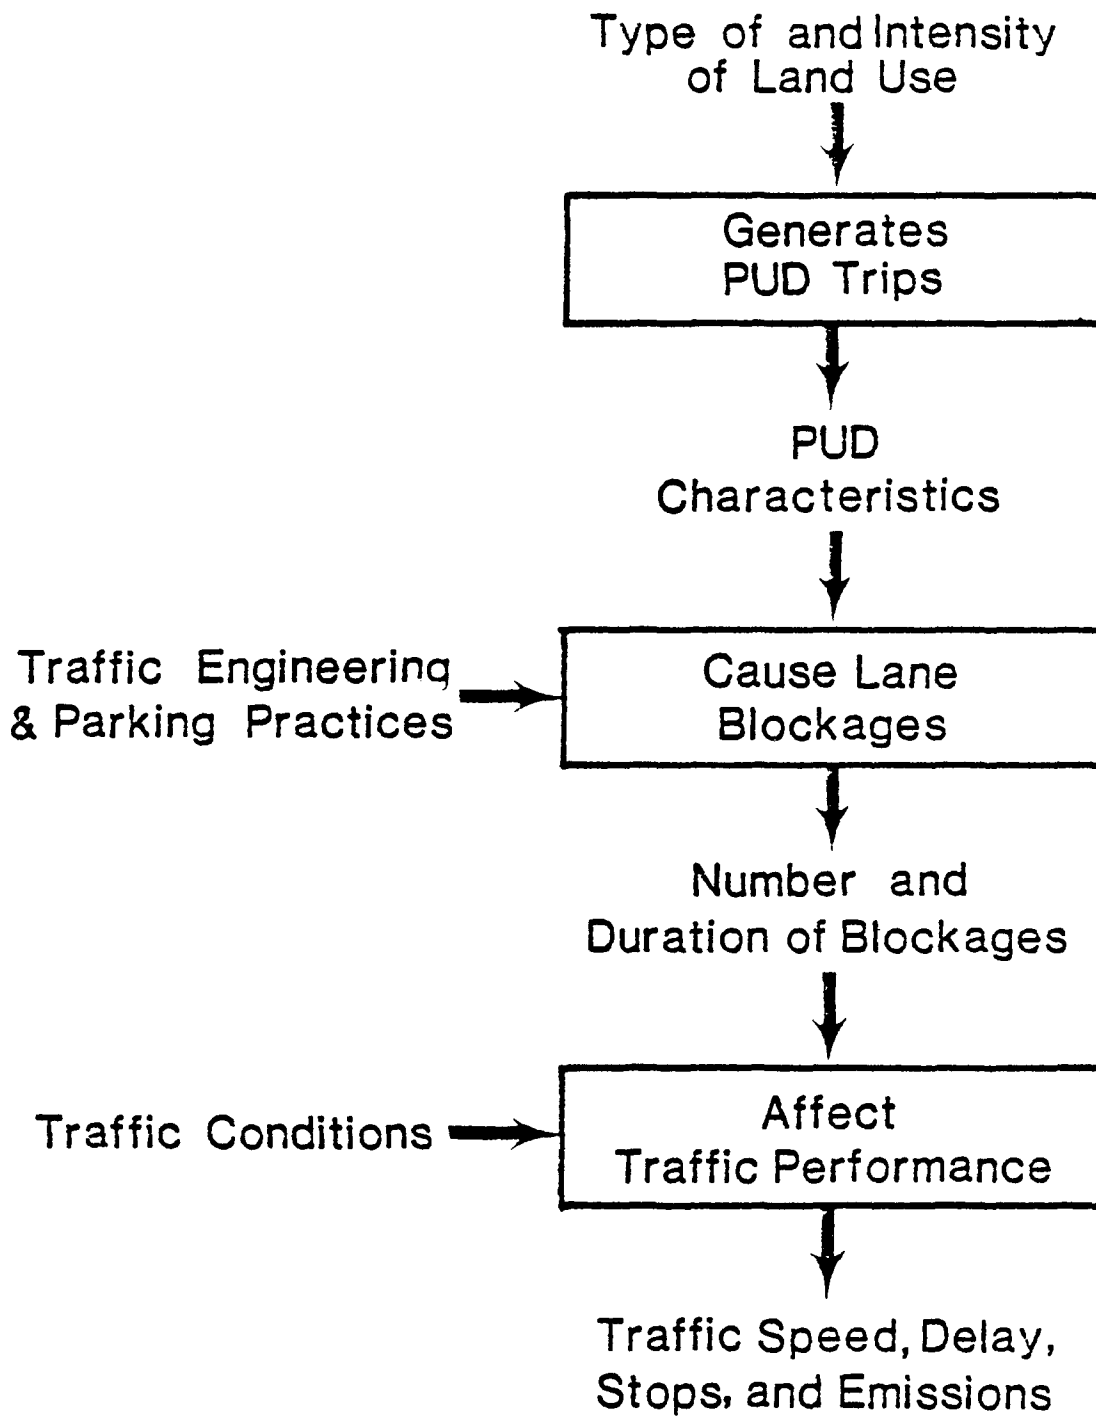 Type of and Intensity
of Land Use
Generates
PUD Trips
PUD
Characteristics
Traffic Engineering
& Parking Practices
Cause Lane
Blockages
Number and
Duration of Blockages
Traffic Conditions
Affect
Traffic Performance
Traffic Speed, Delay,
Stops, and Emissions